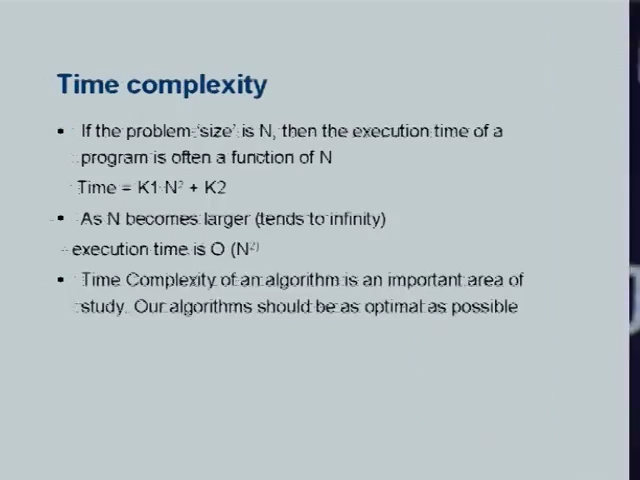 Time complexity
• If the problem 'size' is N, then the execution time of a
program is often a function of N
Time = K1 N² + K2
• As N becomes larger (tends to infinity)
execution time is O (N²⁾
• Time Complexity of an algorithm is an important area of
study. Our algorithms should be as optimal as possible